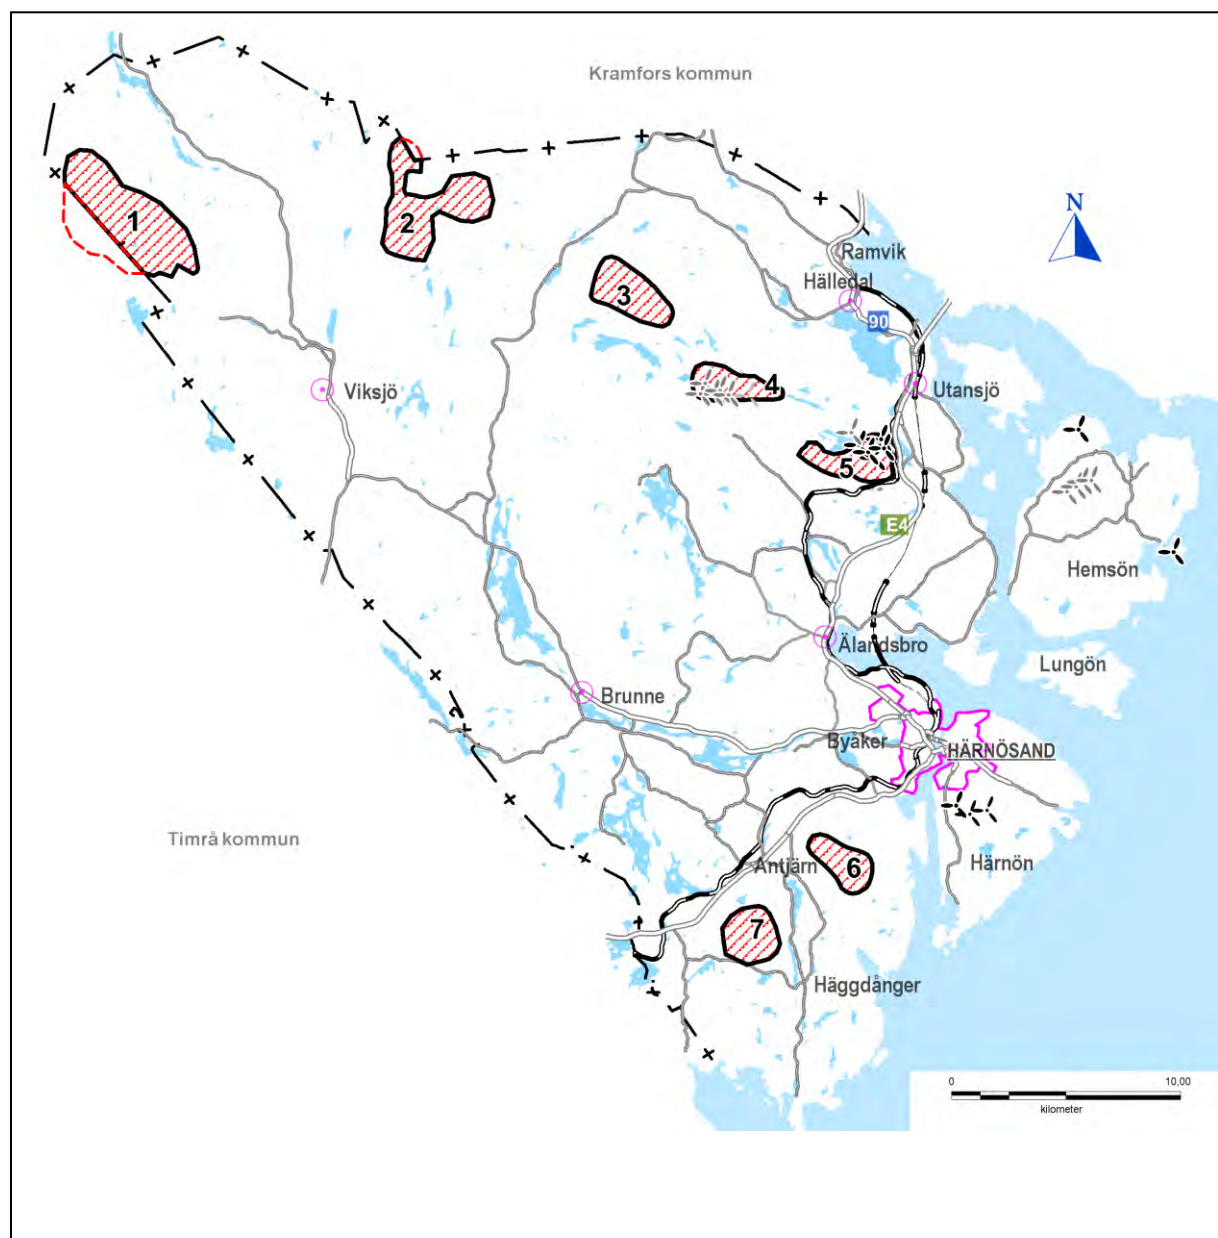 Kramfors kommun
N
1
2
Ramvik
Hälledal
3
90
4
Viksjö
Utansjö
5
E4
Hemsön
Älandsbro
Lungön
Brunne
Byåker
HÄRNÖSAND
Timrå kommun
Antjärn
6
Härnön
7
Häggdånger
0 10,00
kilometer